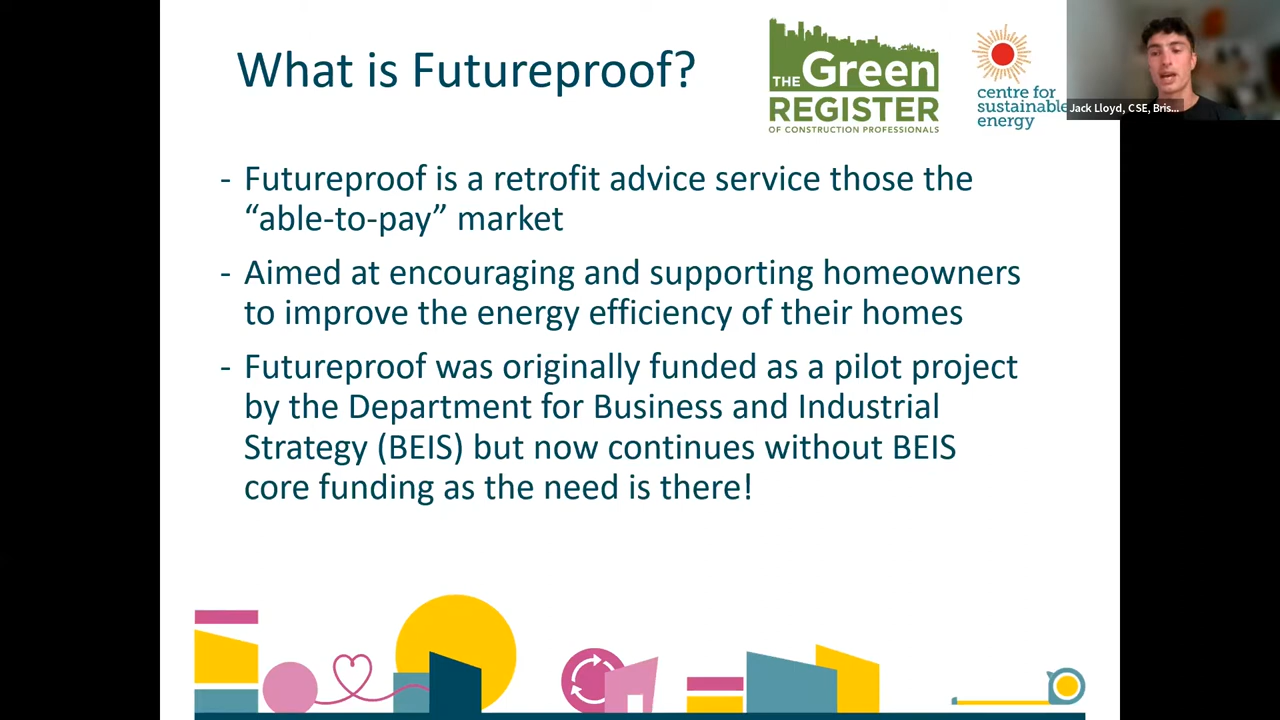 What is Futureproof?
THE Green
REGISTER
OF CONSTRUCTION PROFESSIONALS
centre for
sustainable
energy
Jack Lloyd, CSE, Bris...
- Futureproof is a retrofit advice service those the
“able-to-pay” market
- Aimed at encouraging and supporting homeowners
to improve the energy efficiency of their homes
- Futureproof was originally funded as a pilot project
by the Department for Business and Industrial
Strategy (BEIS) but now continues without BEIS
core funding as the need is there!